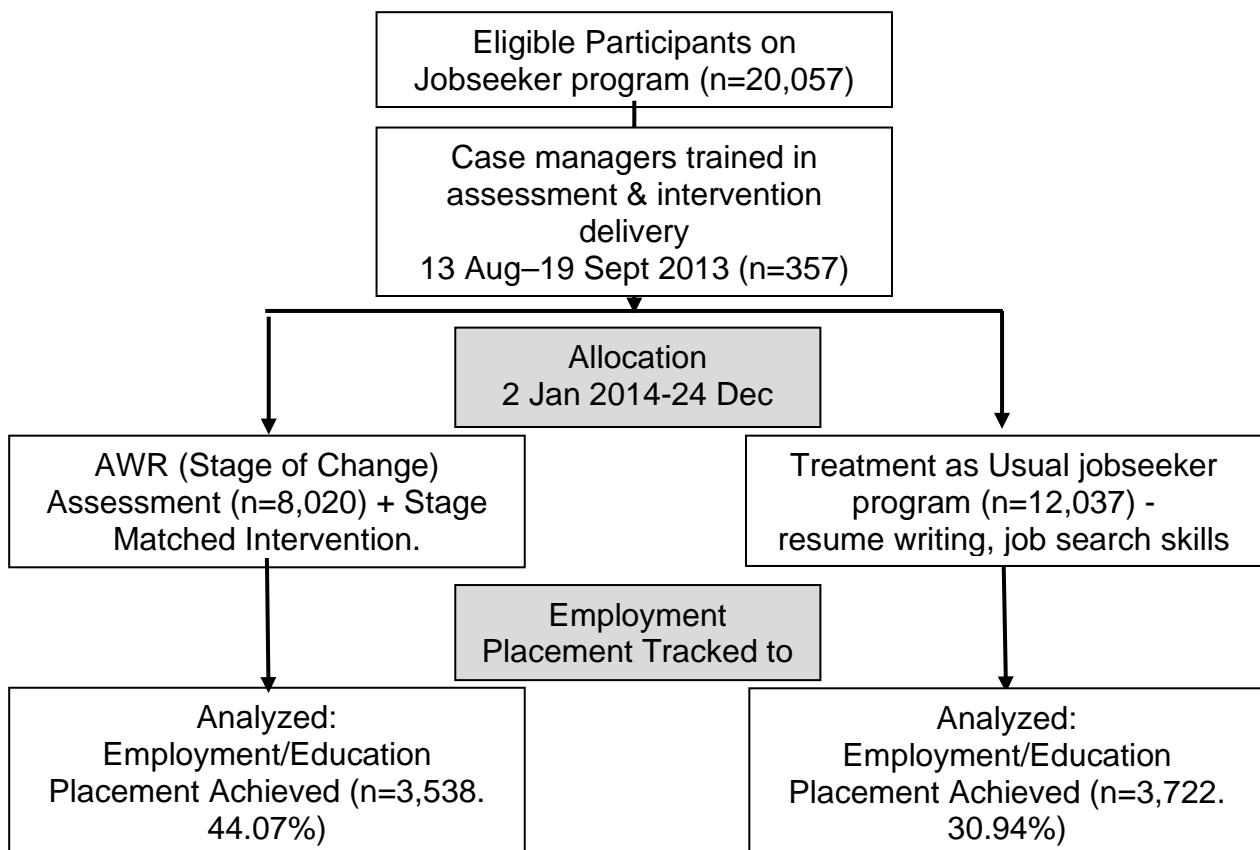 Eligible Participants on
Jobseeker program (n=20,057)
Case managers trained in
assessment & intervention
delivery
13 Aug–19 Sept 2013 (n=357)
Allocation
2 Jan 2014-24 Dec
AWR (Stage of Change)
Assessment (n=8,020) + Stage
Matched Intervention.
Treatment as Usual jobseeker
program (n=12,037) -
resume writing, job search skills
Employment
Placement Tracked to
Analyzed:
Employment/Education
Placement Achieved (n=3,538.
44.07%)
Analyzed:
Employment/Education
Placement Achieved (n=3,722.
30.94%)